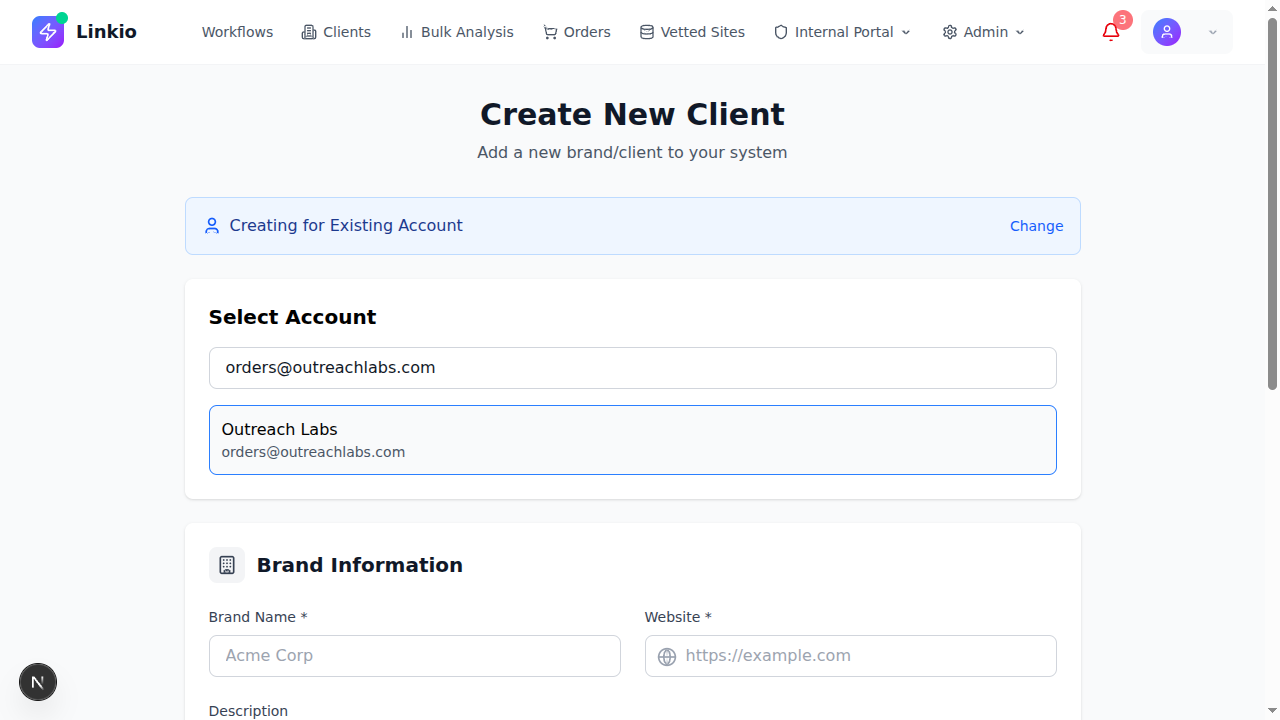 Linkio
Workflows
Clients
Bulk Analysis
Orders
Vetted Sites
Internal Portal
Admin
3
Create New Client
Add a new brand/client to your system
Creating for Existing Account
Change
Select Account
orders@outreachlabs.com
Outreach Labs
orders@outreachlabs.com
Brand Information
Brand Name *
Website *
Acme Corp
https://example.com
N
Description